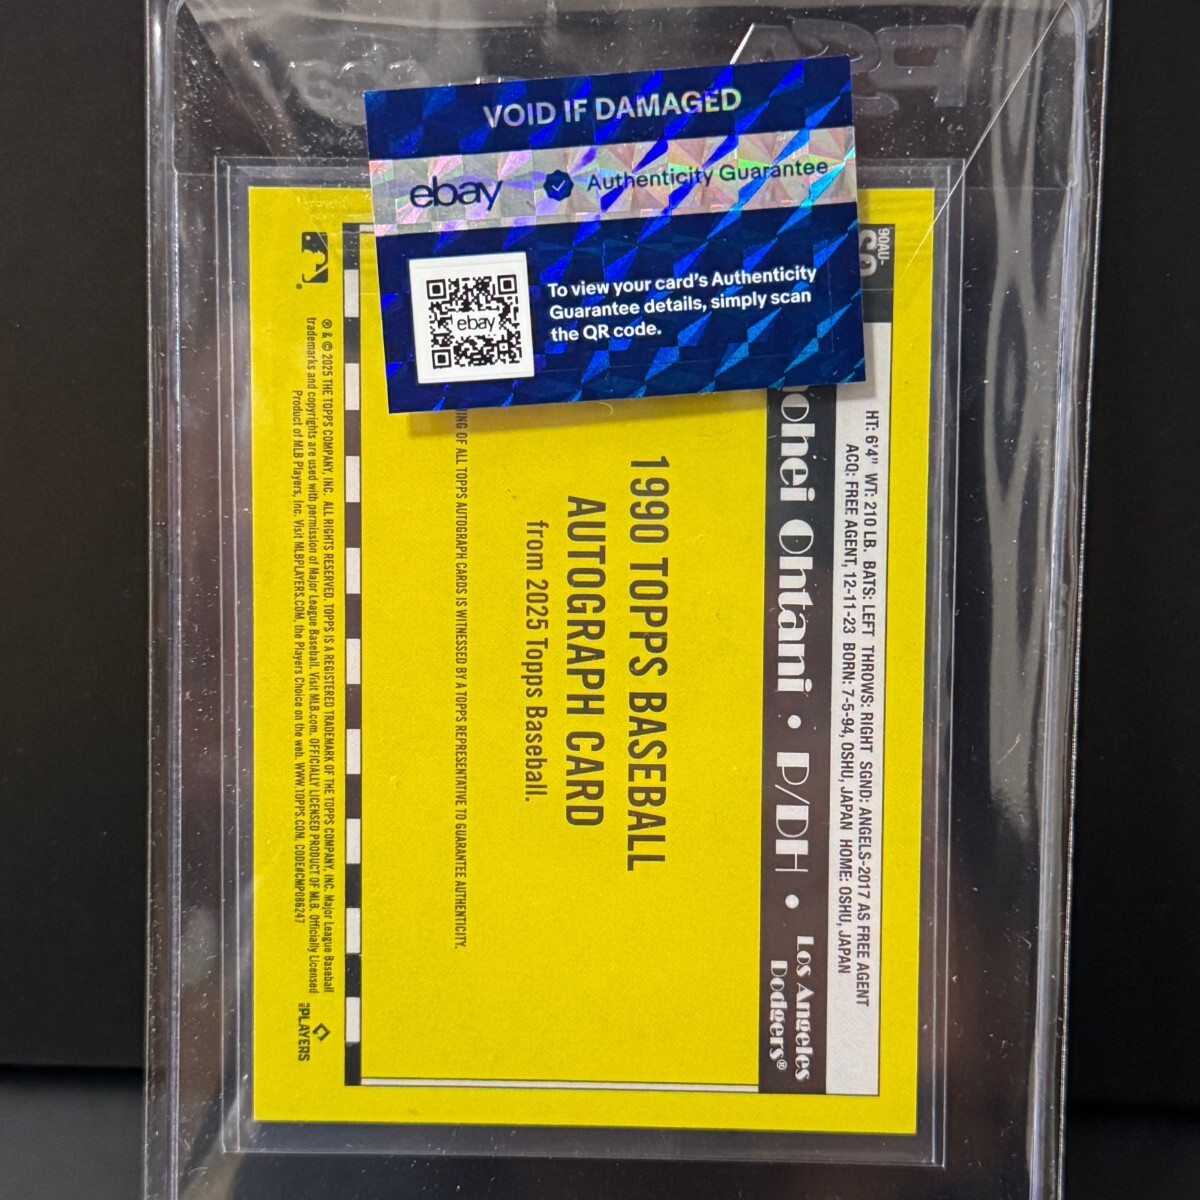 PSA
VOID IF DAMAGED
ebay Authenticity Guarantee
ebay
To view your card's Authenticity
Guarantee details, simply scan
the QR code.
90AU-
HT: 6'4" WT: 210 LB. BATS: LEFT THROWS: RIGHT SGND: ANGELS-2017 AS FREE AGENT
ACQ: FREE AGENT, 12-11-23 BORN: 7-5-94, OSHU, JAPAN HOME: OSHU, JAPAN
ohei Ohtani • P/DH •
Los Angeles
Dodgers®
1990 TOPPS BASEBALL
AUTOGRAPH CARD
from 2025 Topps Baseball.
ING OF ALL TOPPS AUTOGRAPH CARDS IS WITNESSED BY A TOPPS REPRESENTATIVE TO GUARANTEE AUTHENTICITY.
® & © 2025 THE TOPPS COMPANY, INC. ALL RIGHTS RESERVED. TOPPS IS A REGISTERED TRADEMARK OF THE TOPPS COMPANY, INC. Major League Baseball
trademarks and copyrights are used with permission of Major League Baseball. Visit MLB.com. OFFICIALLY LICENSED PRODUCT OF MLB. Officially Licensed
Product of MLB Players, Inc. Visit MLBPLAYERS.COM, the Players Choice on the web. WWW.TOPPS.COM. CODE#CMP086247
PLAYERS